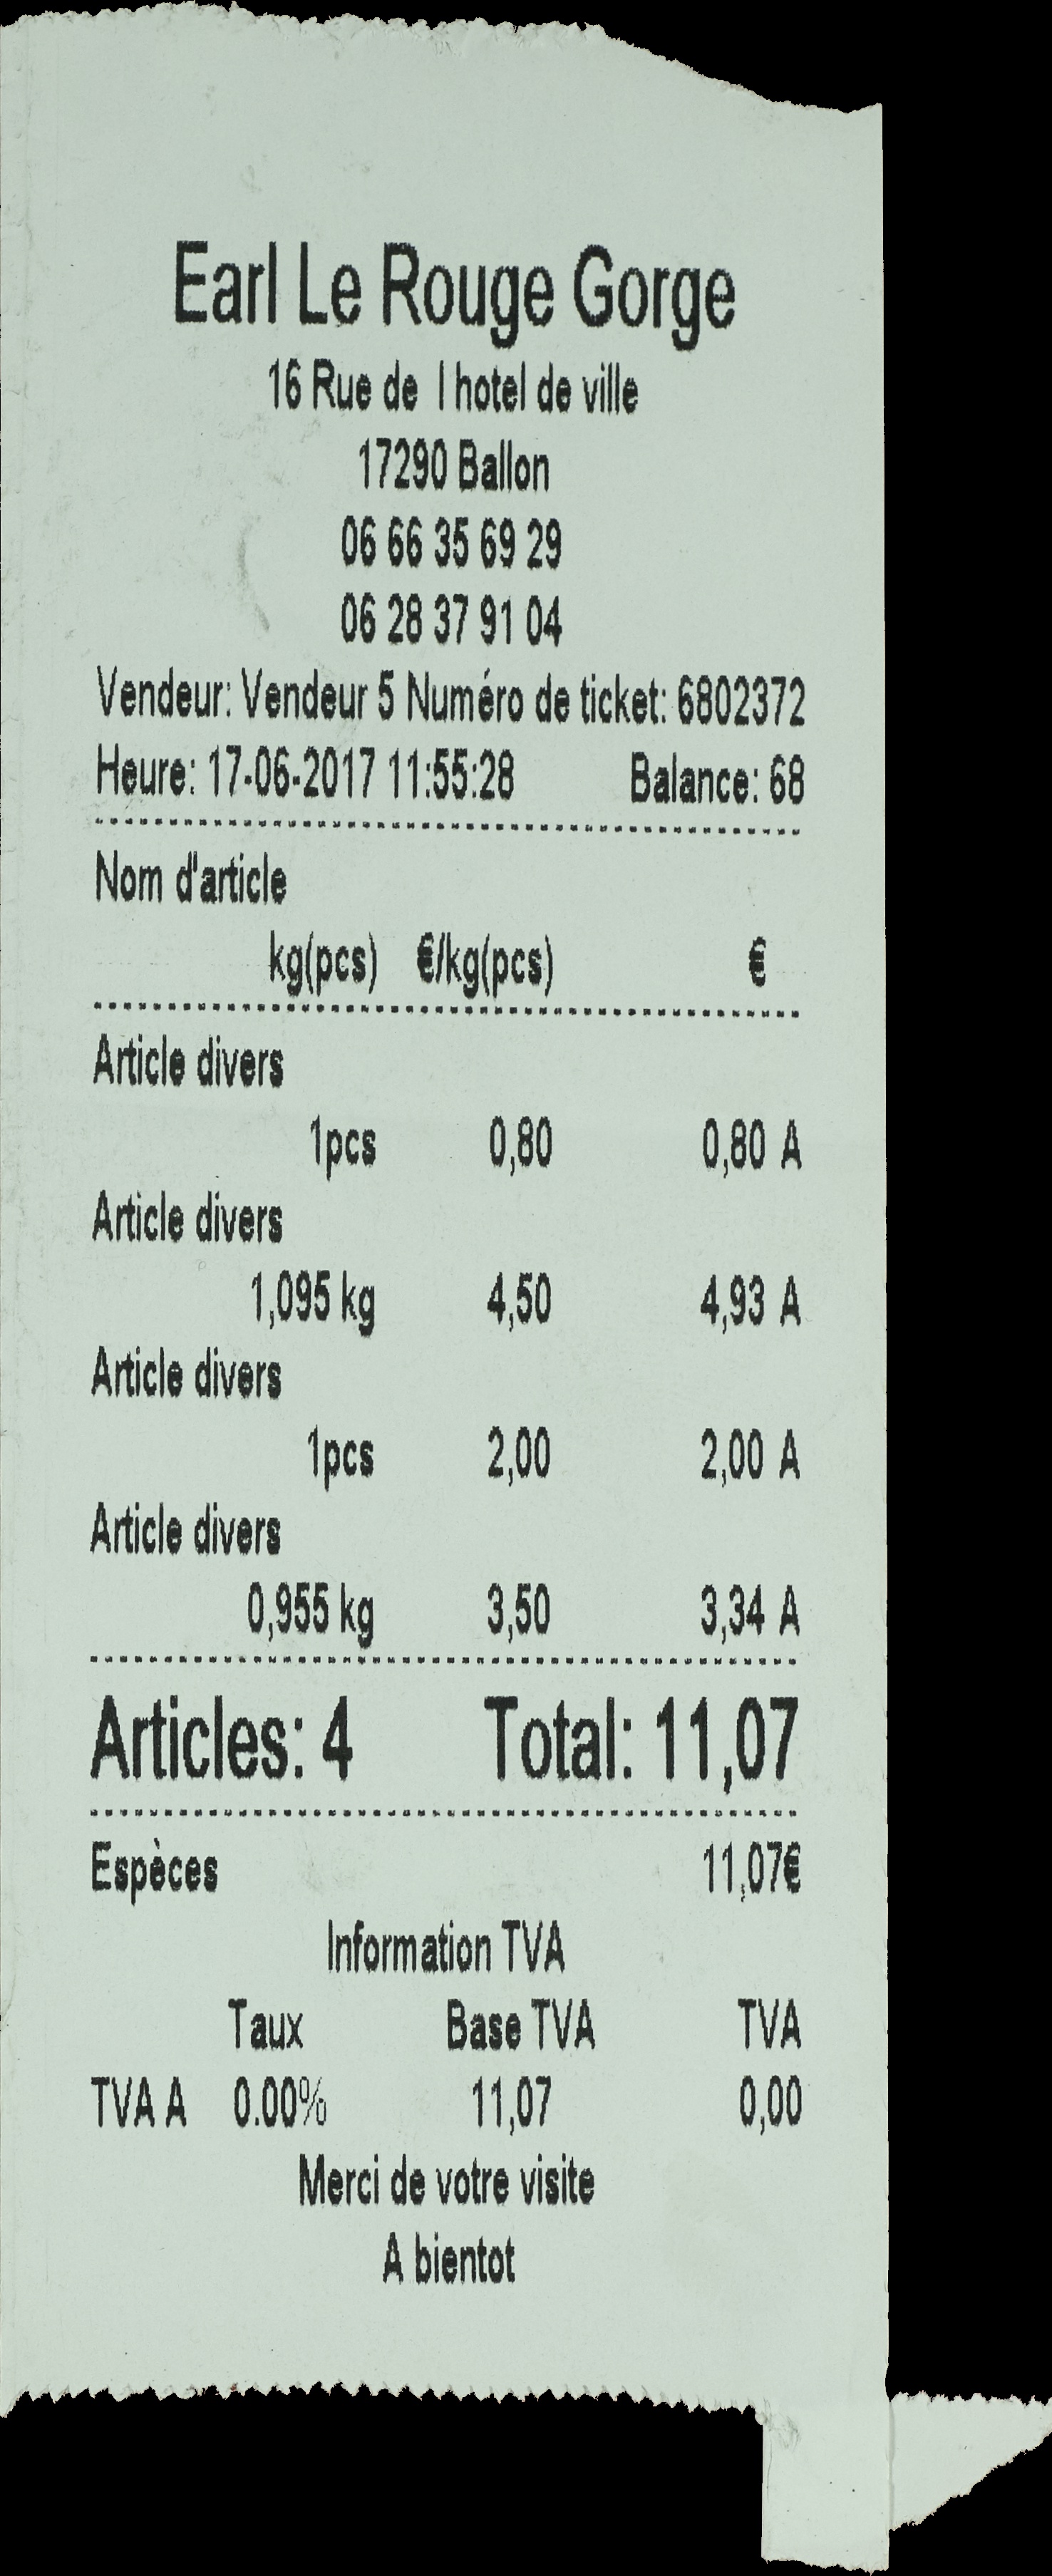 Earl Le Rouge Gorge
16 Rue de l hotel de ville
17290 Ballon
06 66 35 69 29
06 28 37 91 04
Vendeur: Vendeur 5 Numéro de ticket: 6802372
Heure: 17-06-2017 11:55:28 Balance: 68
Nom d'article
kg(pcs) €/kg(pcs) €
Article divers
1pcs 0,80 0,80 A
Article divers
1,095 kg 4,50 4,93 A
Article divers
1pcs 2,00 2,00 A
Article divers
0,955 kg 3,50 3,34 A
Articles: 4 Total: 11,07
Espèces 11,07€
Information TVA
Taux Base TVA TVA
TVA A 0.00% 11,07 0,00
Merci de votre visite
A bientot